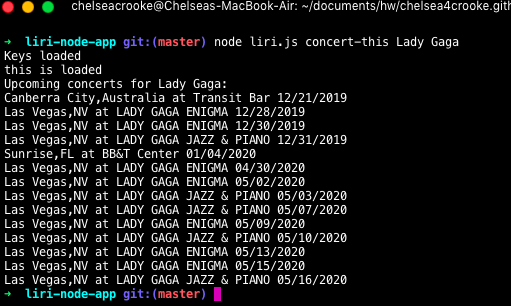 chelseacrooke@Chelseas-MacBook-Air: ~/documents/hw/chelsea4crooke.gith
➜ liri-node-app git:(master) node liri.js concert-this Lady Gaga
Keys loaded
this is loaded
Upcoming concerts for Lady Gaga:
Canberra City,Australia at Transit Bar 12/21/2019
Las Vegas,NV at LADY GAGA ENIGMA 12/28/2019
Las Vegas,NV at LADY GAGA ENIGMA 12/30/2019
Las Vegas,NV at LADY GAGA JAZZ & PIANO 12/31/2019
Sunrise,FL at BB&T Center 01/04/2020
Las Vegas,NV at LADY GAGA ENIGMA 04/30/2020
Las Vegas,NV at LADY GAGA ENIGMA 05/02/2020
Las Vegas,NV at LADY GAGA JAZZ & PIANO 05/03/2020
Las Vegas,NV at LADY GAGA JAZZ & PIANO 05/07/2020
Las Vegas,NV at LADY GAGA ENIGMA 05/09/2020
Las Vegas,NV at LADY GAGA JAZZ & PIANO 05/10/2020
Las Vegas,NV at LADY GAGA ENIGMA 05/13/2020
Las Vegas,NV at LADY GAGA ENIGMA 05/15/2020
Las Vegas,NV at LADY GAGA JAZZ & PIANO 05/16/2020
➜ liri-node-app git:(master)